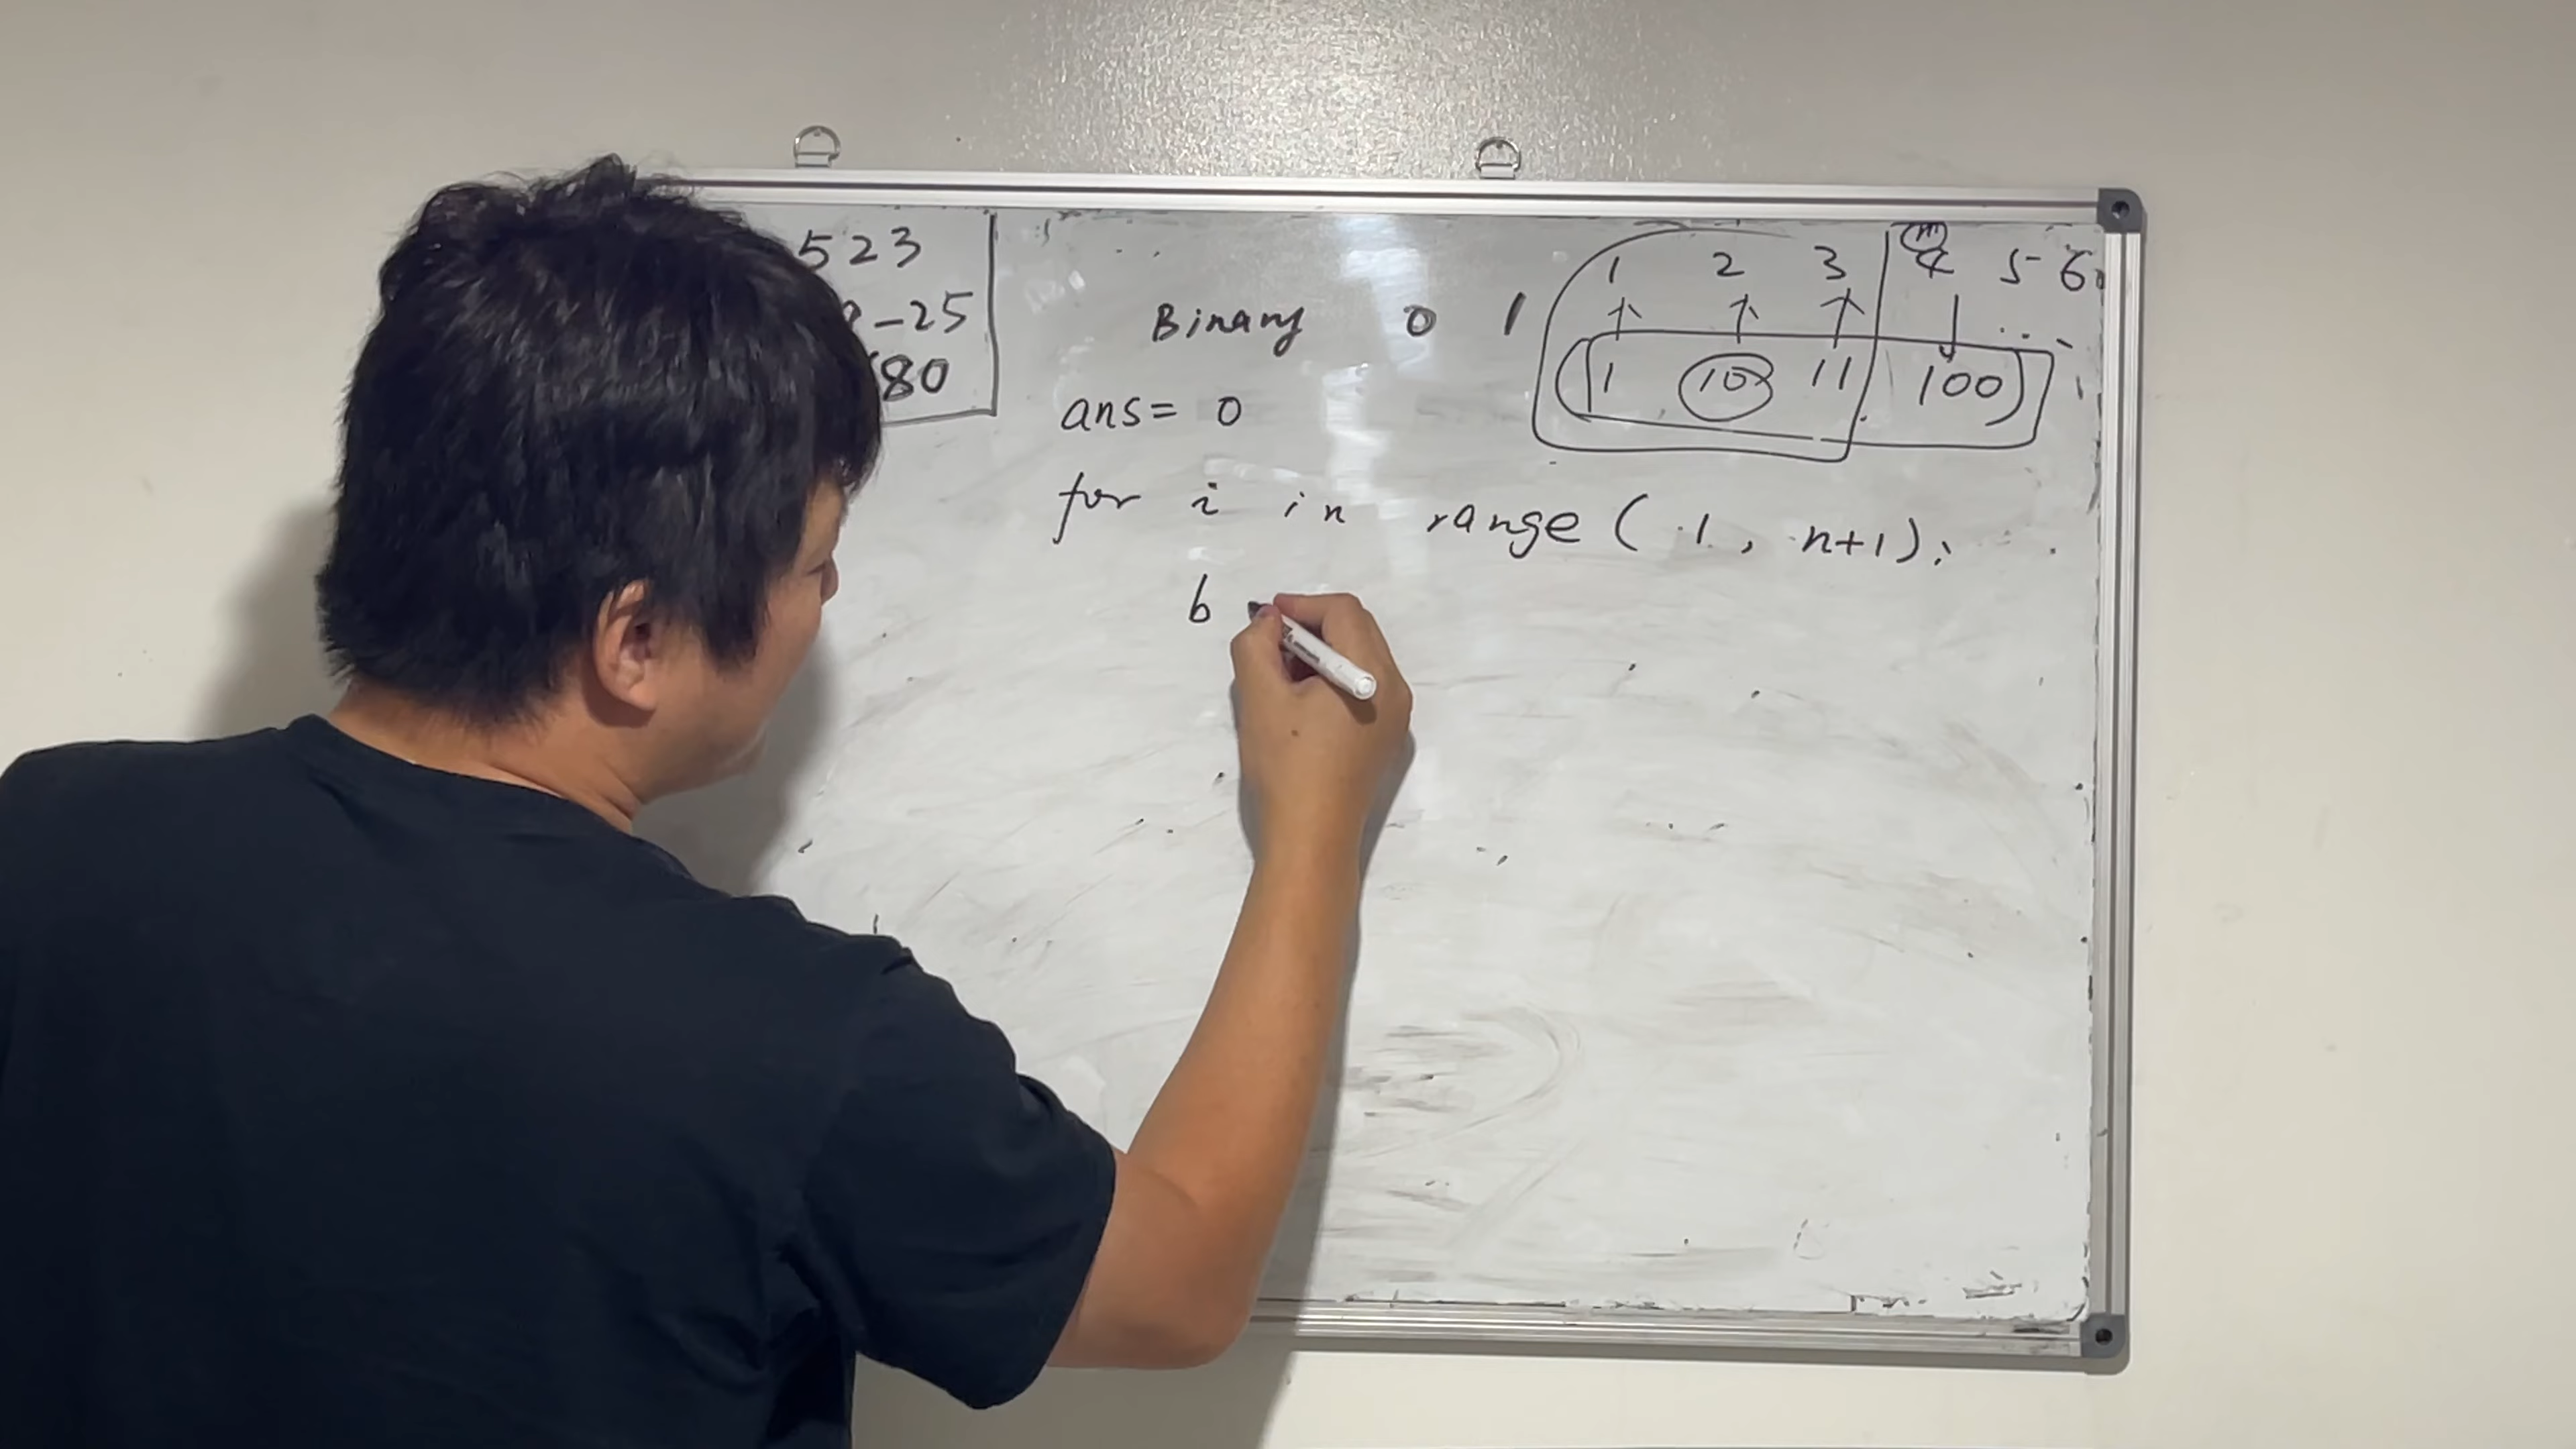 523
-25
80
1 2 3 4 5 6
Binary 0 1
1 10 11 100
ans= 0
for i in range ( 1, n+1):
b